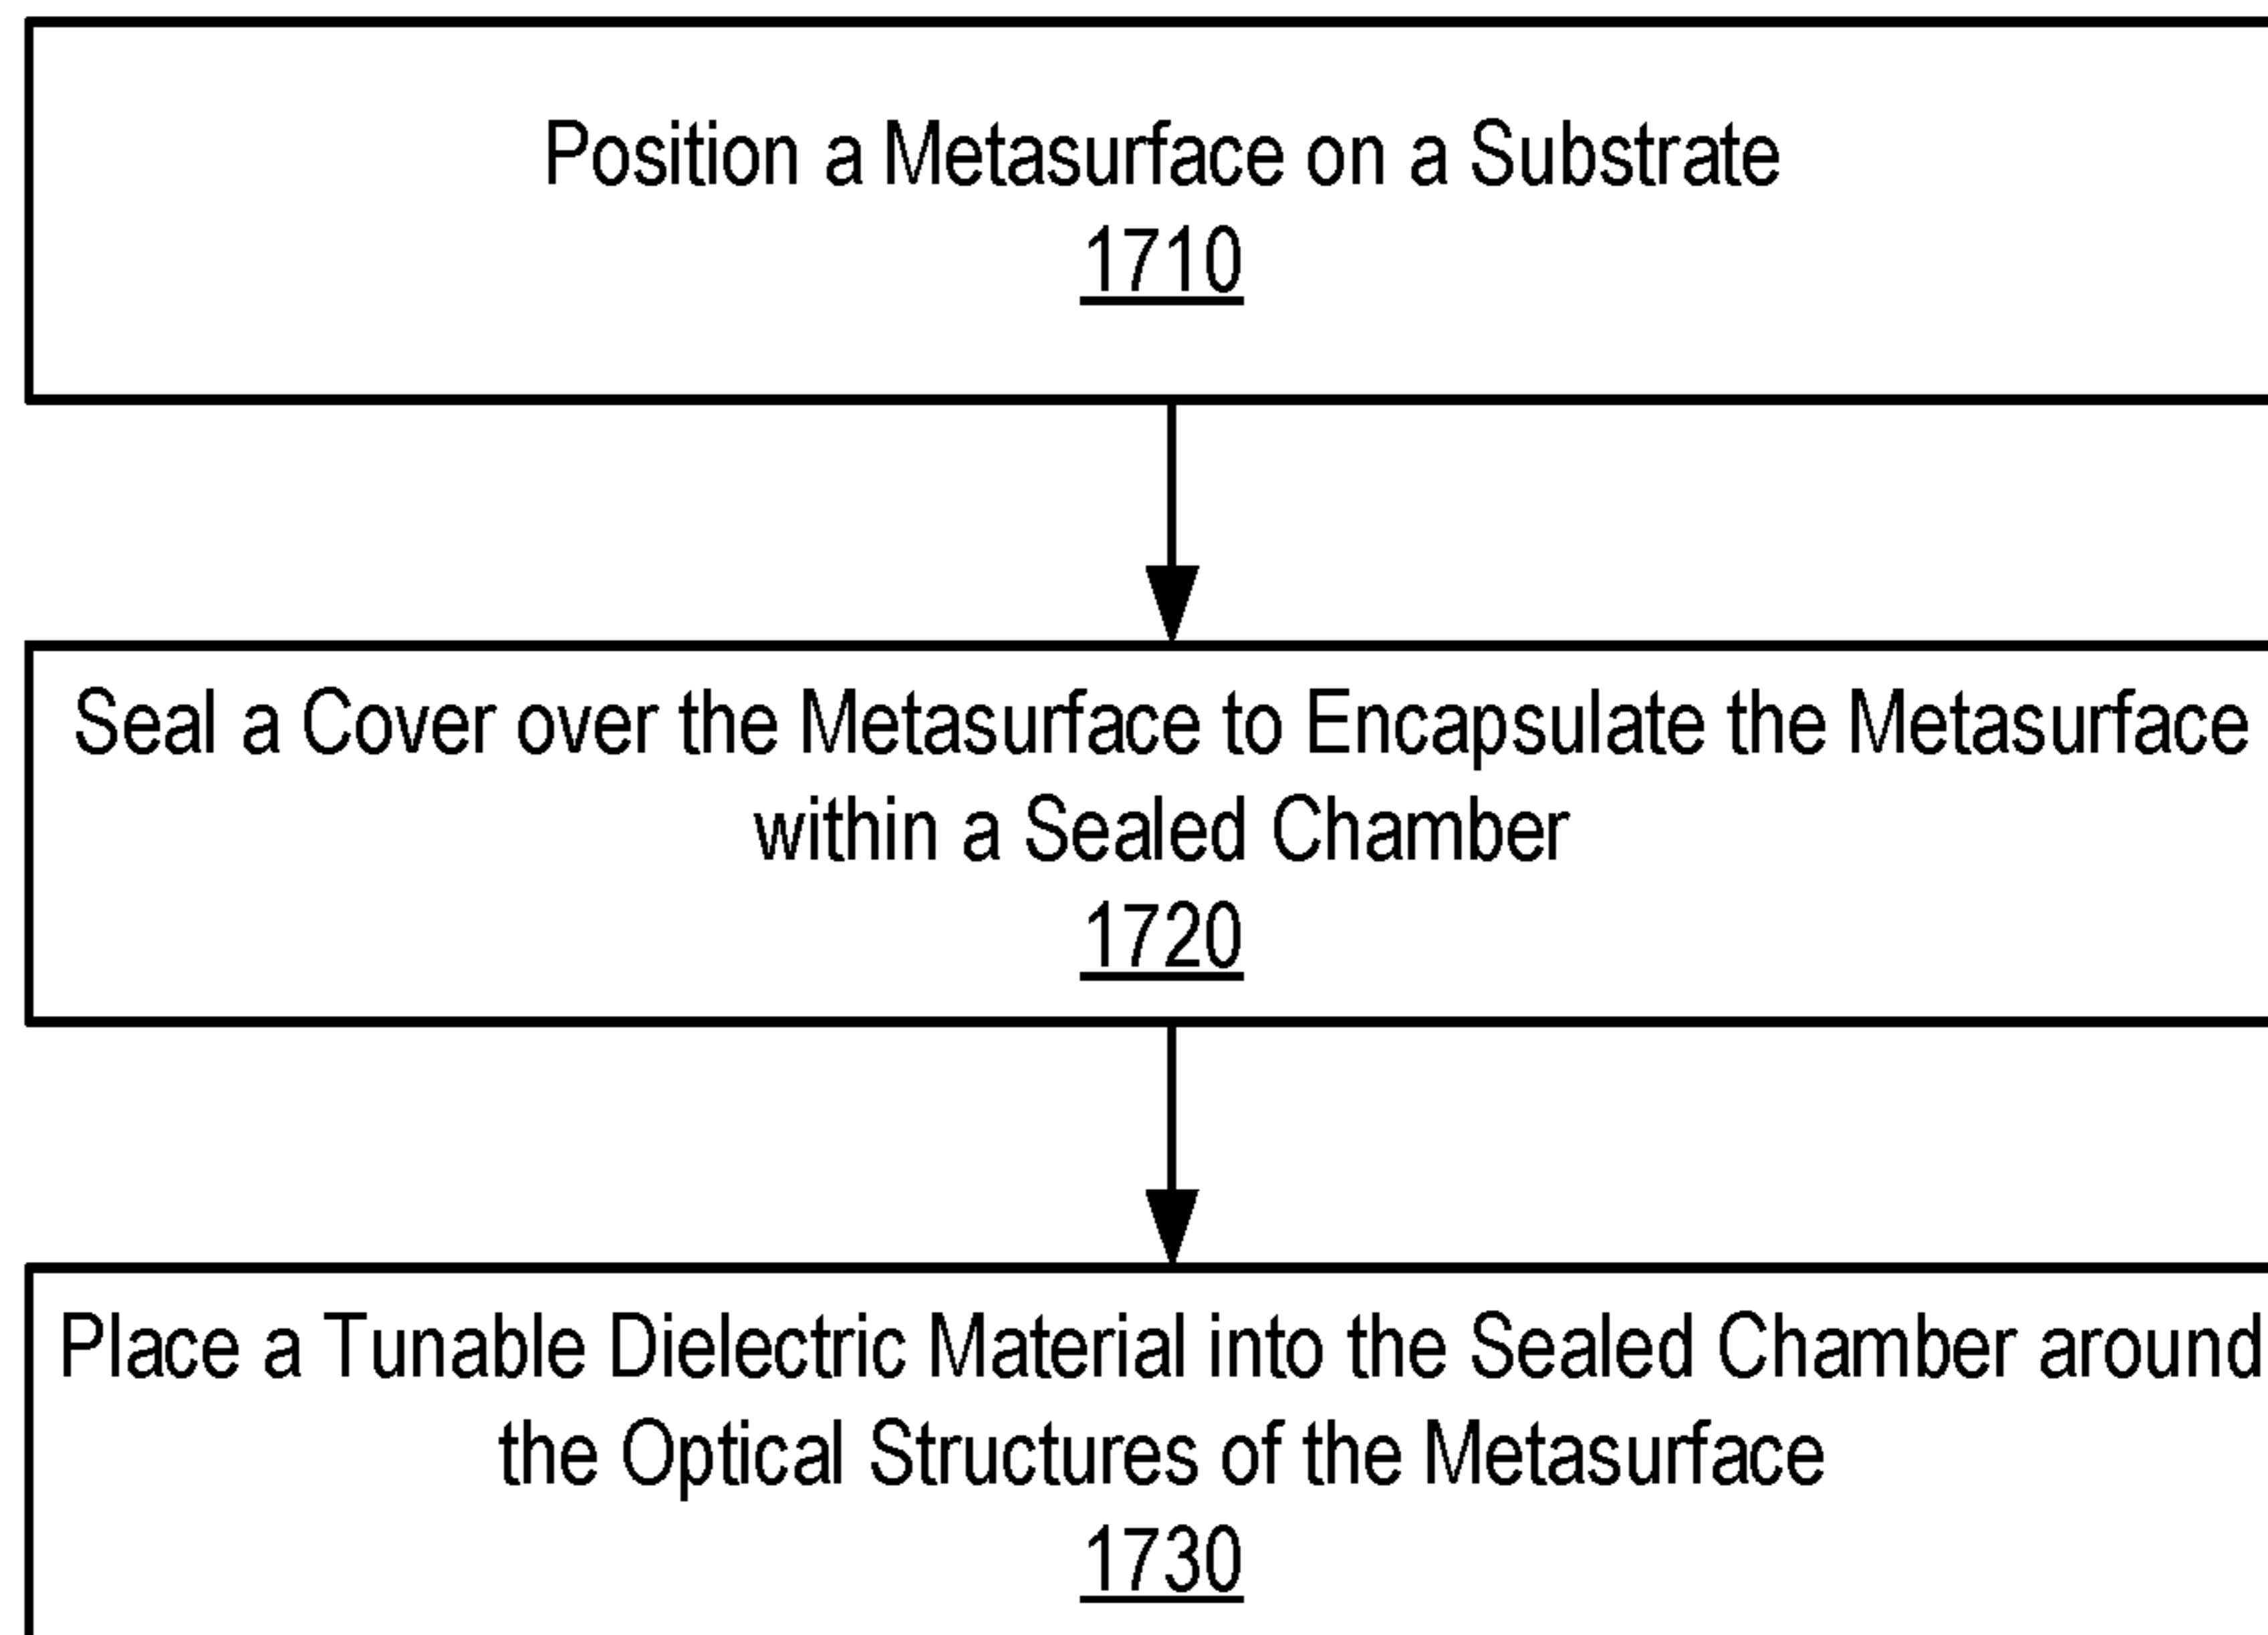 Position a Metasurface on a Substrate
1710
Seal a Cover over the Metasurface to Encapsulate the Metasurface
within a Sealed Chamber
1720
Place a Tunable Dielectric Material into the Sealed Chamber around
the Optical Structures of the Metasurface
1730